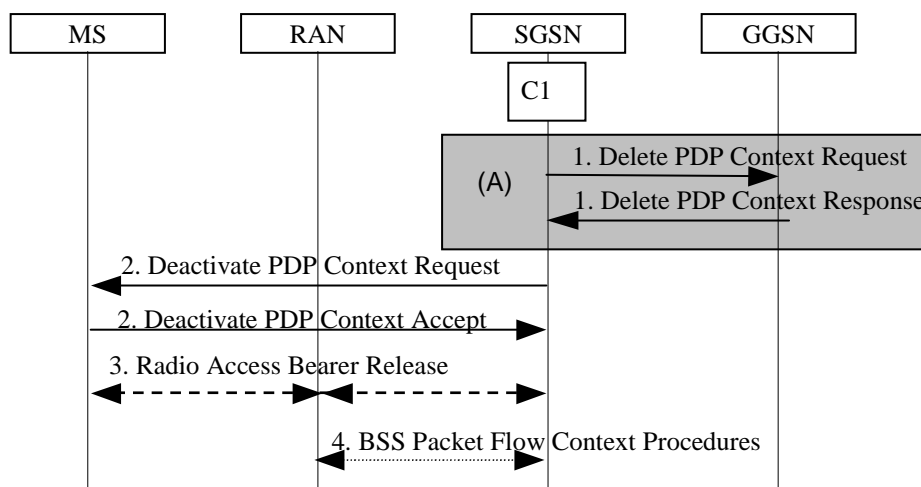 MS RAN SGSN GGSN
C1
1. Delete PDP Context Request
(A)
1. Delete PDP Context Response
2. Deactivate PDP Context Request
2. Deactivate PDP Context Accept
3. Radio Access Bearer Release
4. BSS Packet Flow Context Procedures